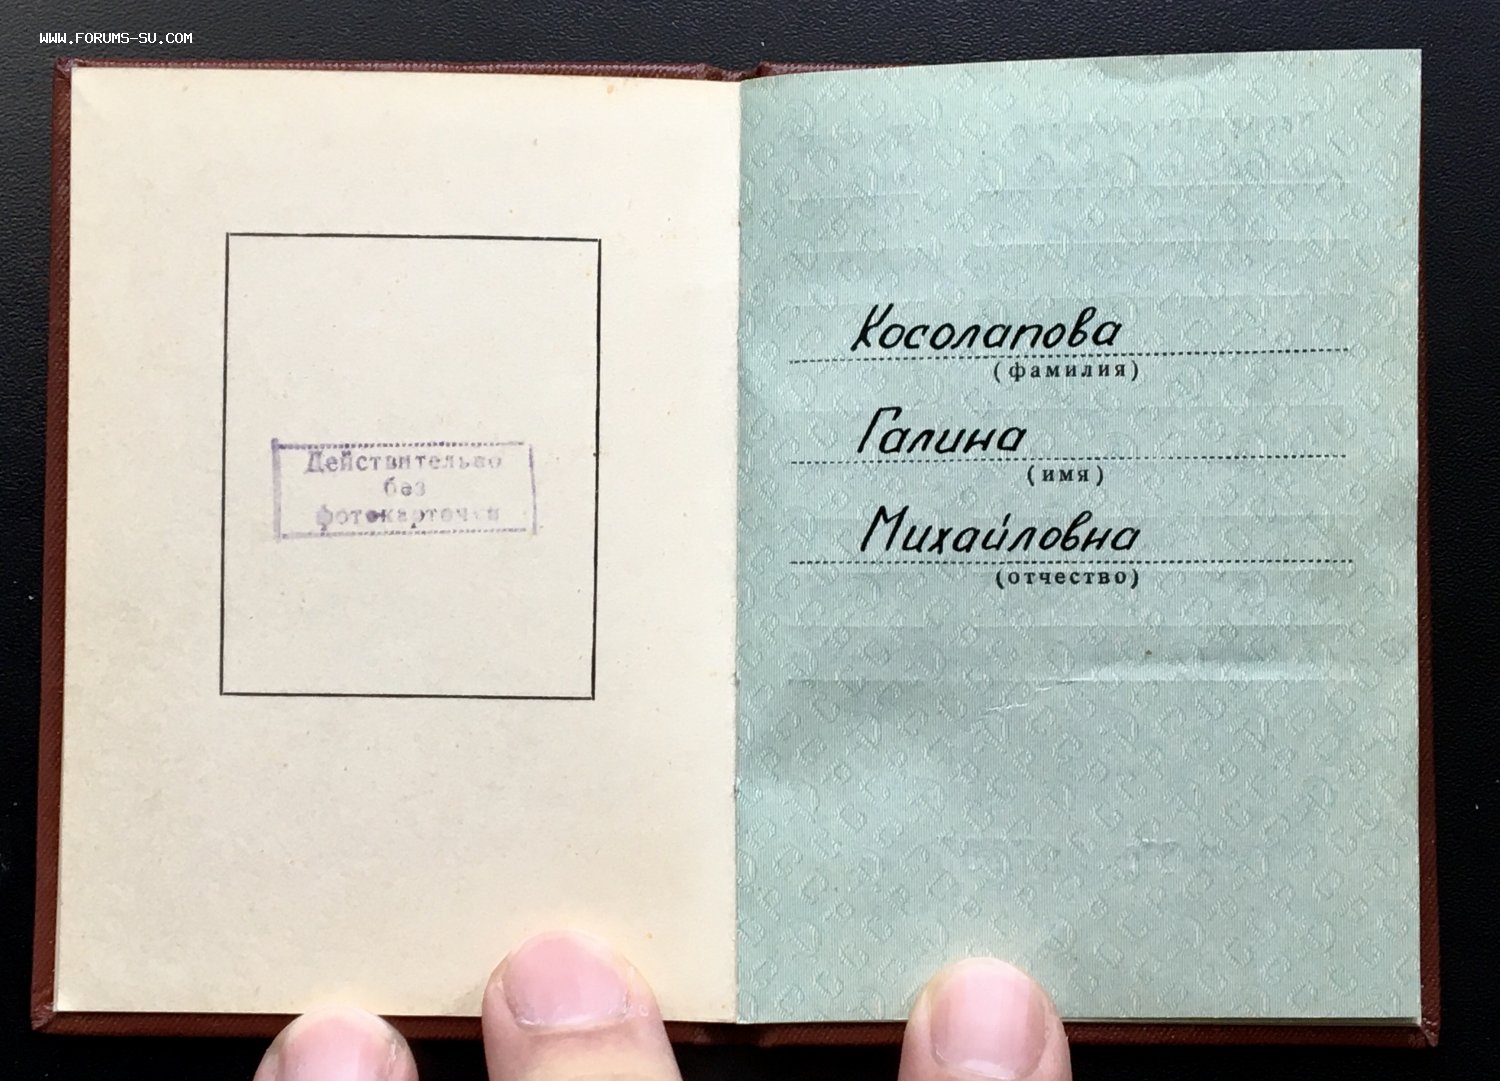 WWW.FORUMS-SU.COM
Действительно
без
фотокарточки
Косолапова
(фамилия)
Галина
(имя)
Михайловна
(отчество)